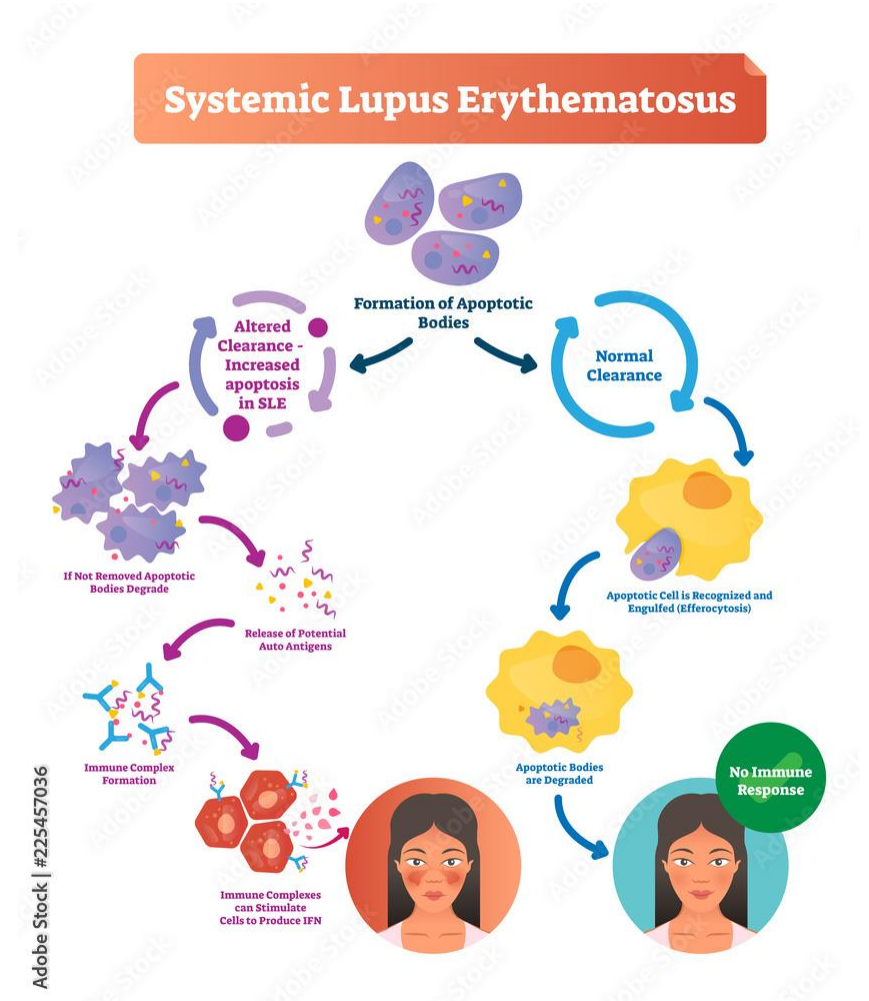 Systemic Lupus Erythematosus
Formation of Apoptotic
Bodies
Altered
Clearance -
Increased
apoptosis
in SLE
Normal
Clearance
If Not Removed Apoptotic
Bodies Degrade
Apoptotic Cell is Recognized and
Engulfed (Efferocytosis)
Release of Potential
Auto Antigens
Immune Complex
Formation
Apoptotic Bodies
are Degraded
No Immune
Response
Immune Complexes
can Stimulate
Cells to Produce IFN
Adobe Stock | #225457036
Adobe Stock